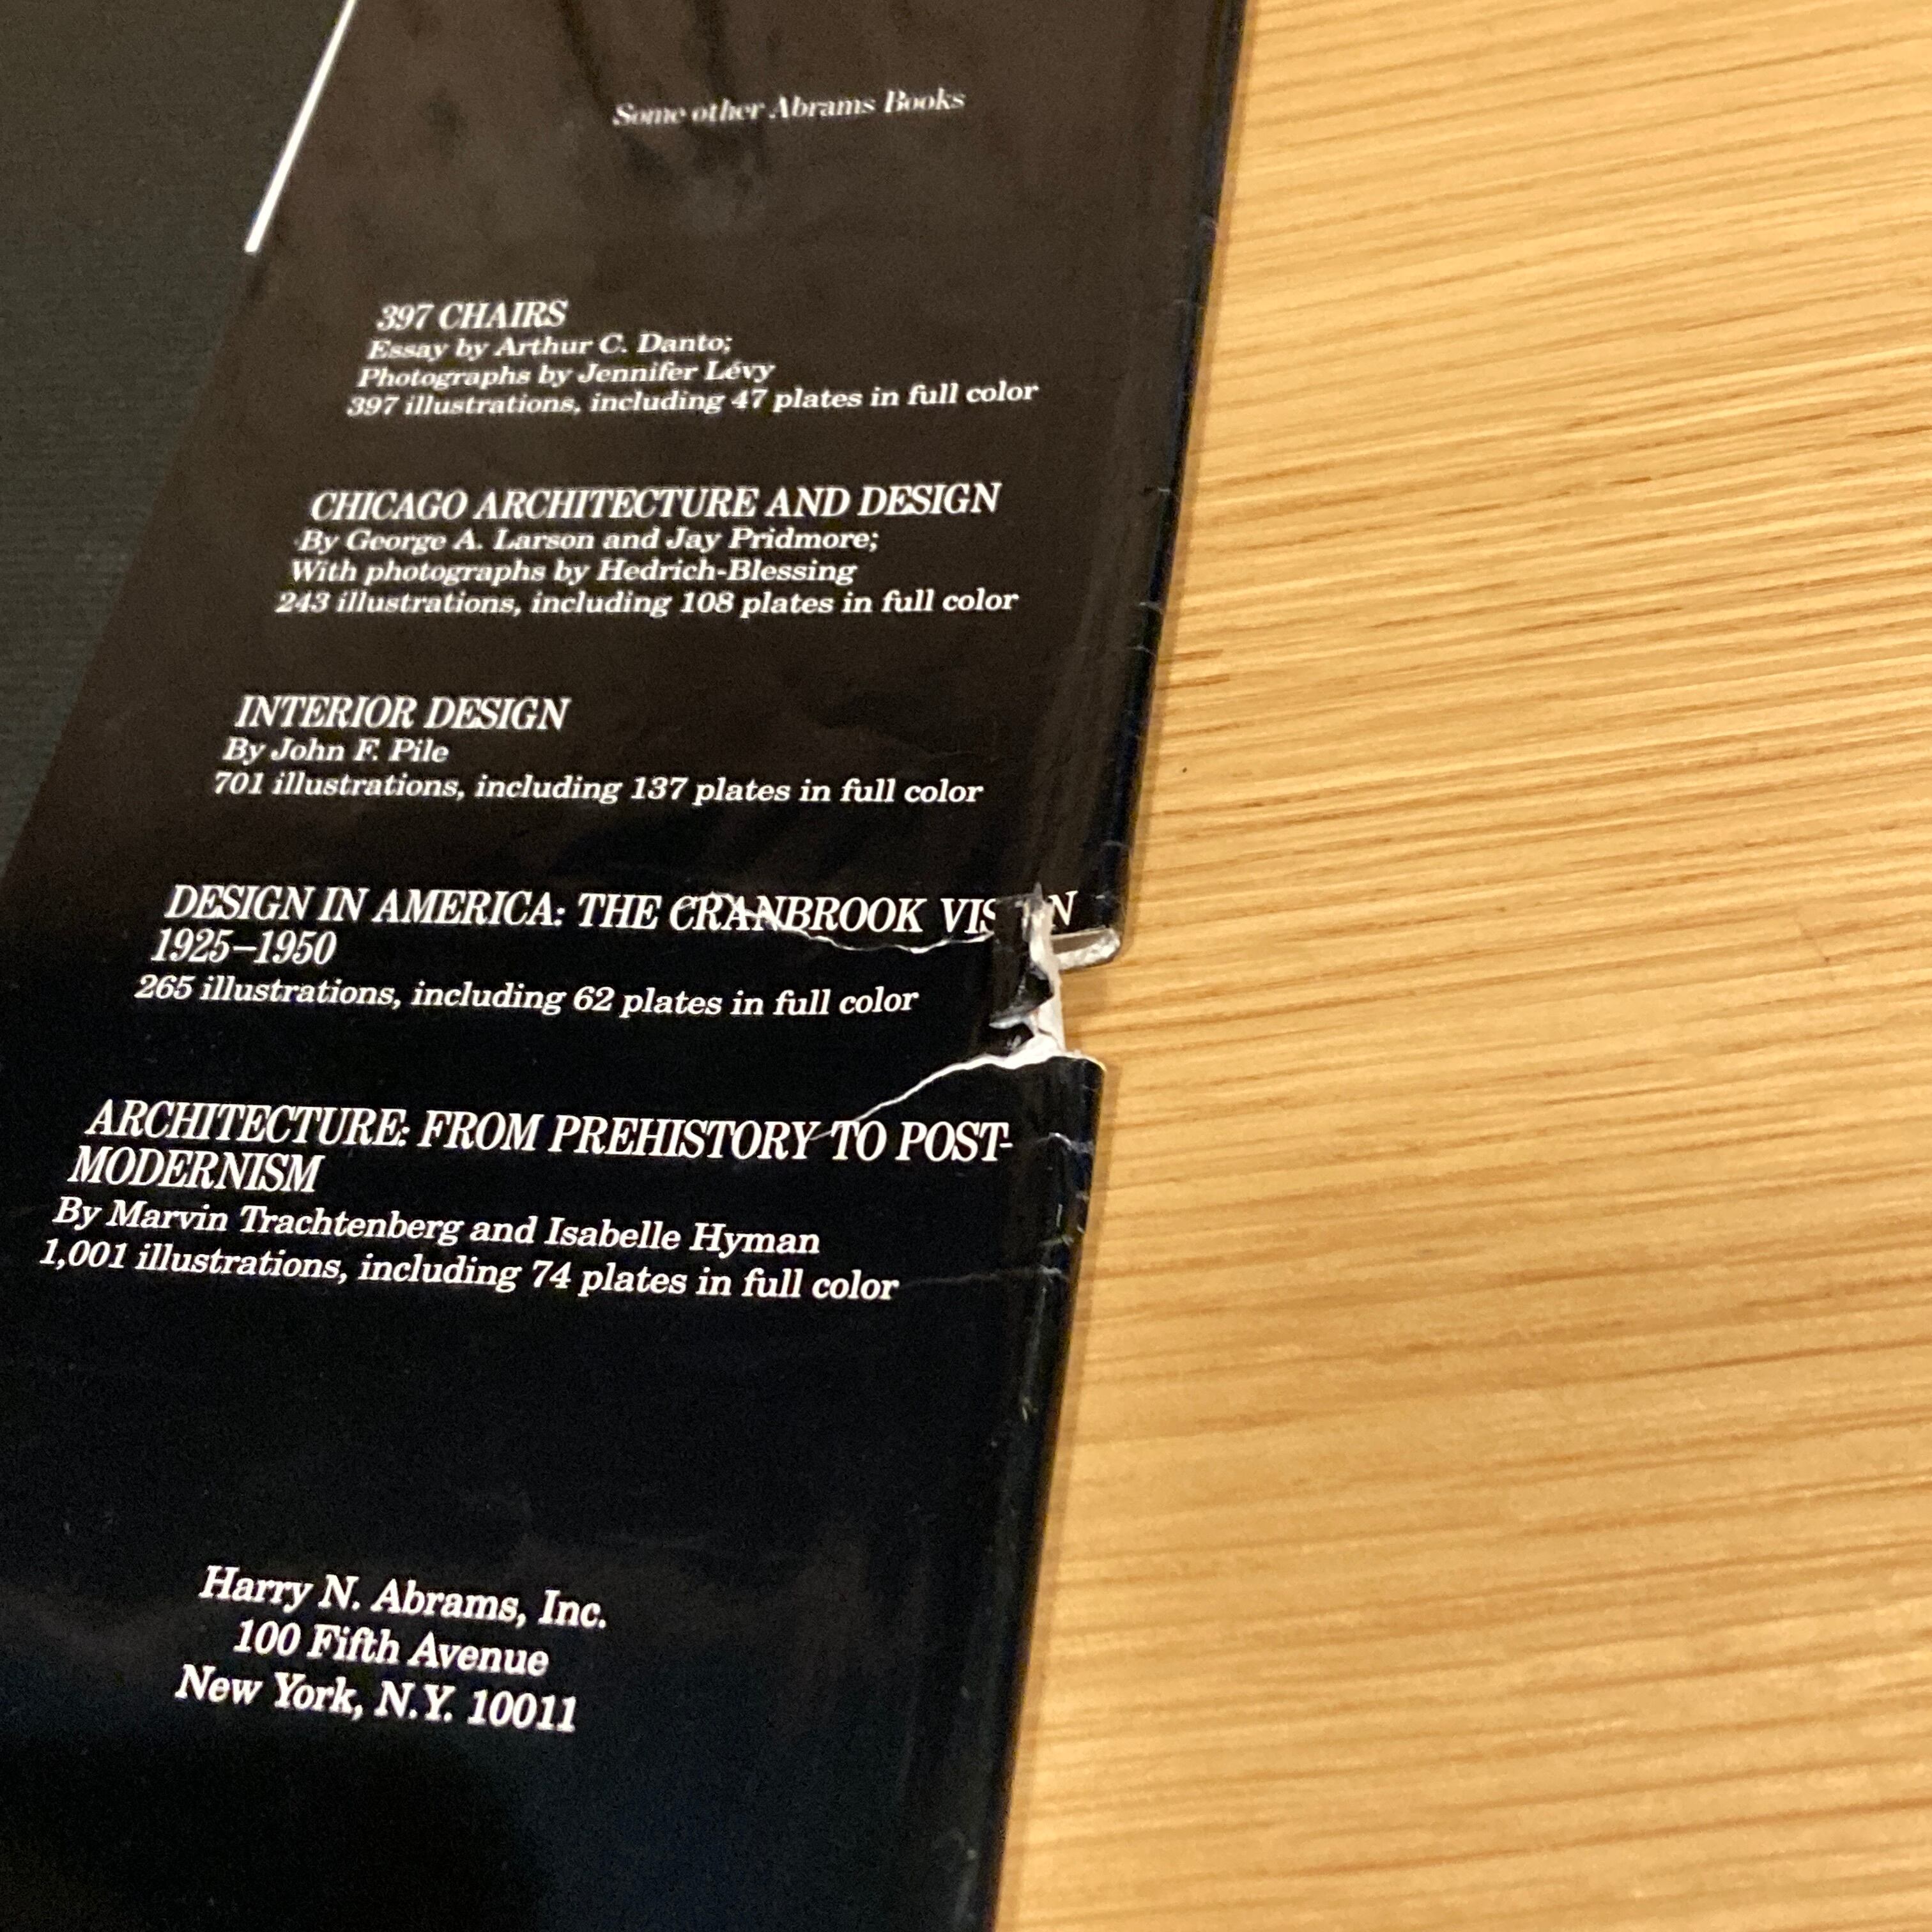 Some other Abrams Books
397 CHAIRS
Essay by Arthur C. Danto;
Photographs by Jennifer Lévy
397 illustrations, including 47 plates in full color
CHICAGO ARCHITECTURE AND DESIGN
By George A. Larson and Jay Pridmore;
With photographs by Hedrich-Blessing
243 illustrations, including 108 plates in full color
INTERIOR DESIGN
By John F. Pile
701 illustrations, including 137 plates in full color
DESIGN IN AMERICA: THE CRANBROOK
1925–1950
265 illustrations, including 62 plates in full color
ARCHITECTURE: FROM PREHISTORY TO POST-
MODERNISM
By Marvin Trachtenberg and Isabelle Hyman
1,001 illustrations, including 74 plates in full color
Harry N. Abrams, Inc.
100 Fifth Avenue
New York, N.Y. 10011